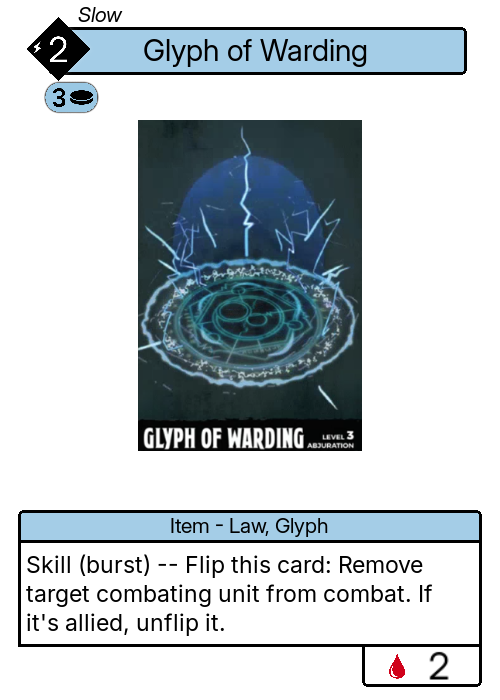 Slow
2
Glyph of Warding
3
GLYPH OF WARDING LEVEL 3
ABJURATION
Item - Law, Glyph
Skill (burst) -- Flip this card: Remove
target combating unit from combat. If
it's allied, unflip it.
2